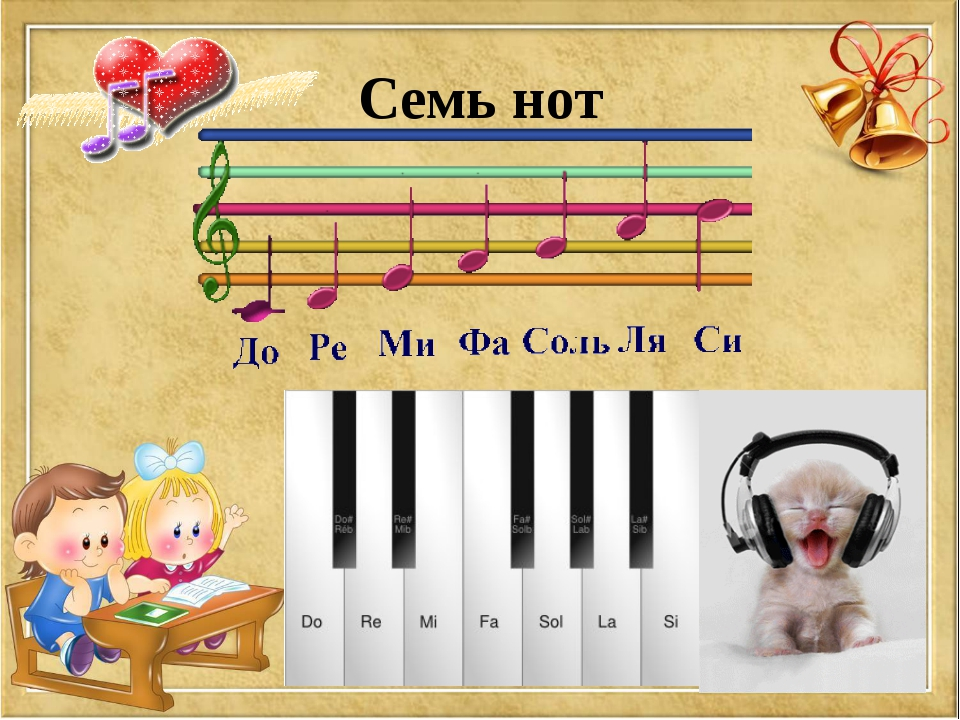 Семь нот
До Ре Ми Фа Соль Ля Си
Do# Re# Fa# Sol# La#
Réb Mib Solb Lab Sib
Do Re Mi Fa Sol La Si